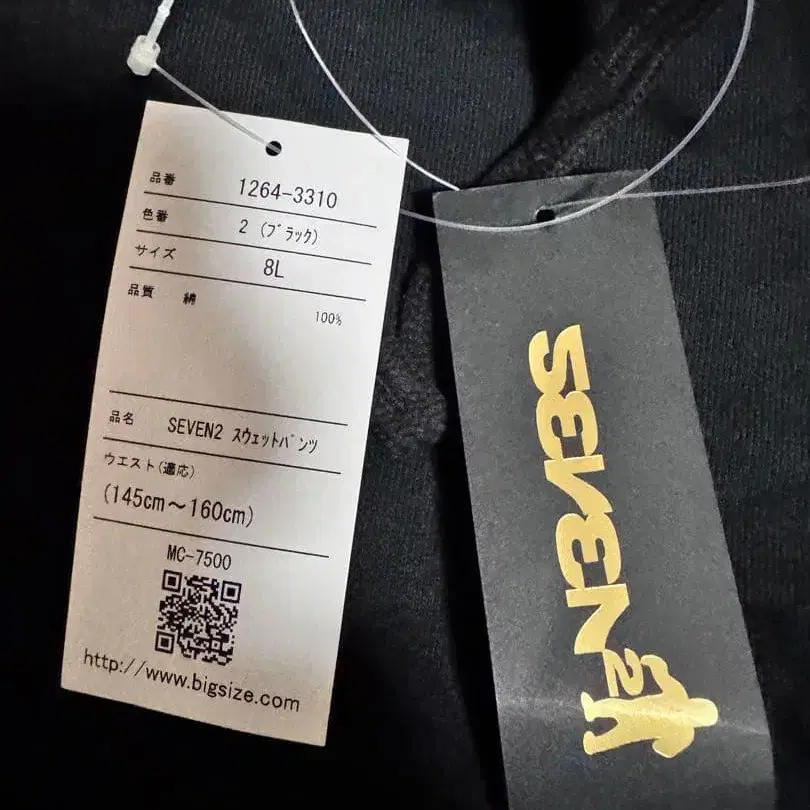 品番 1264-3310
色番 2 (ブラック)
サイズ 8L
品質 綿
100%
品名 SEVEN2 スウェットパンツ
ウエスト(適応)
(145cm～160cm)
MC-7500
http://www.bigsize.com
SEVEN2